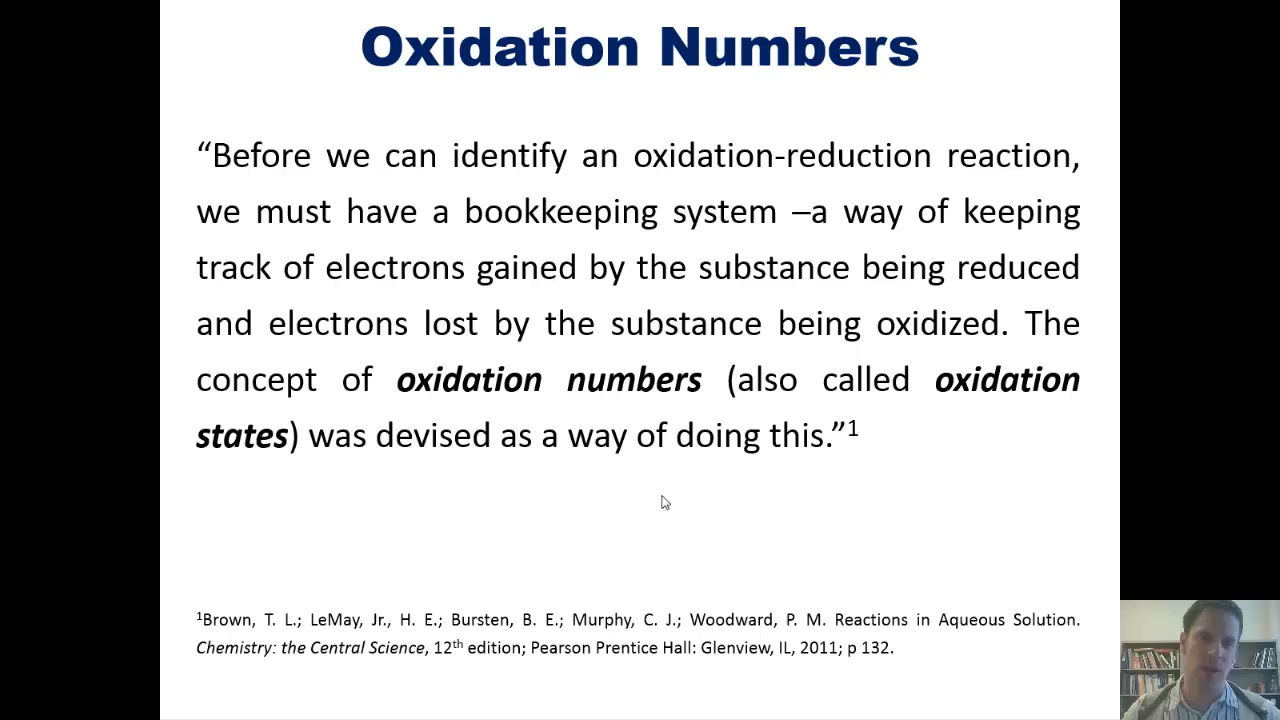 Oxidation Numbers
“Before we can identify an oxidation-reduction reaction,
we must have a bookkeeping system –a way of keeping
track of electrons gained by the substance being reduced
and electrons lost by the substance being oxidized. The
concept of oxidation numbers (also called oxidation
states) was devised as a way of doing this.”¹
¹Brown, T. L.; LeMay, Jr., H. E.; Bursten, B. E.; Murphy, C. J.; Woodward, P. M. Reactions in Aqueous Solution.
Chemistry: the Central Science, 12th edition; Pearson Prentice Hall: Glenview, IL, 2011; p 132.